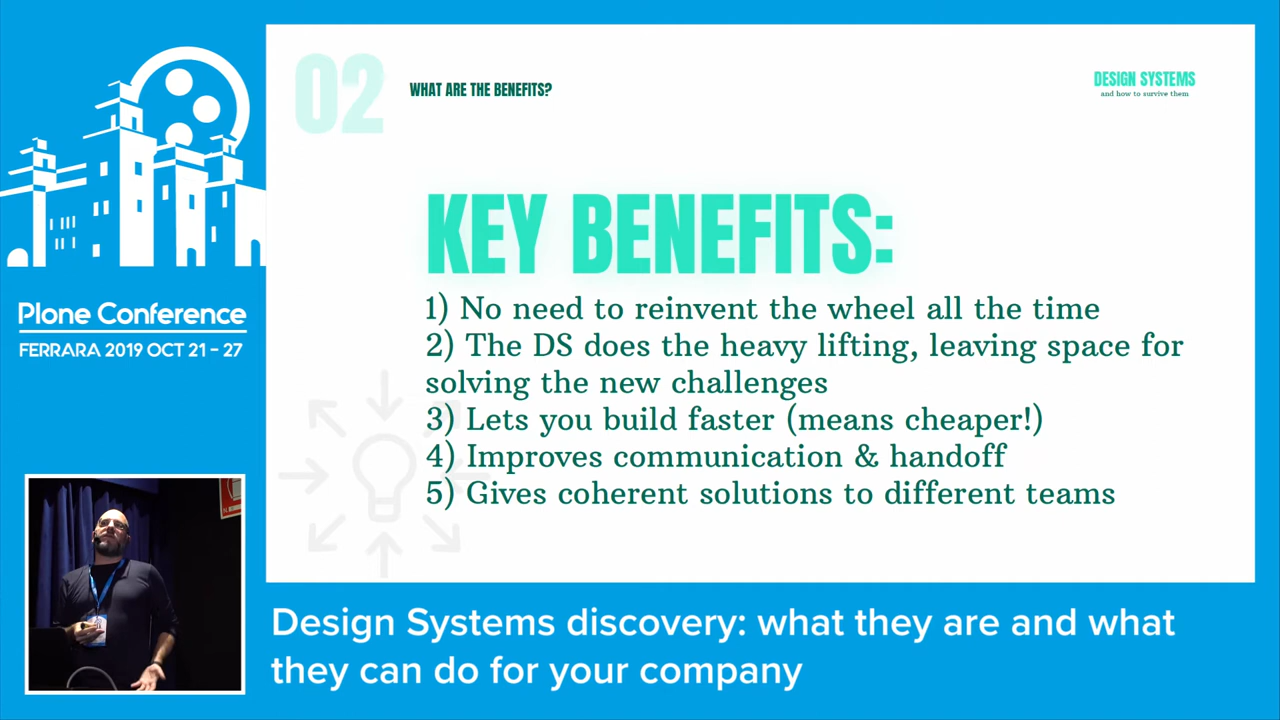 02
WHAT ARE THE BENEFITS?
DESIGN SYSTEMS
and how to survive them
KEY BENEFITS:
1) No need to reinvent the wheel all the time
2) The DS does the heavy lifting, leaving space for
solving the new challenges
3) Lets you build faster (means cheaper!)
4) Improves communication & handoff
5) Gives coherent solutions to different teams
Plone Conference
FERRARA 2019 OCT 21 – 27
Design Systems discovery: what they are and what
they can do for your company